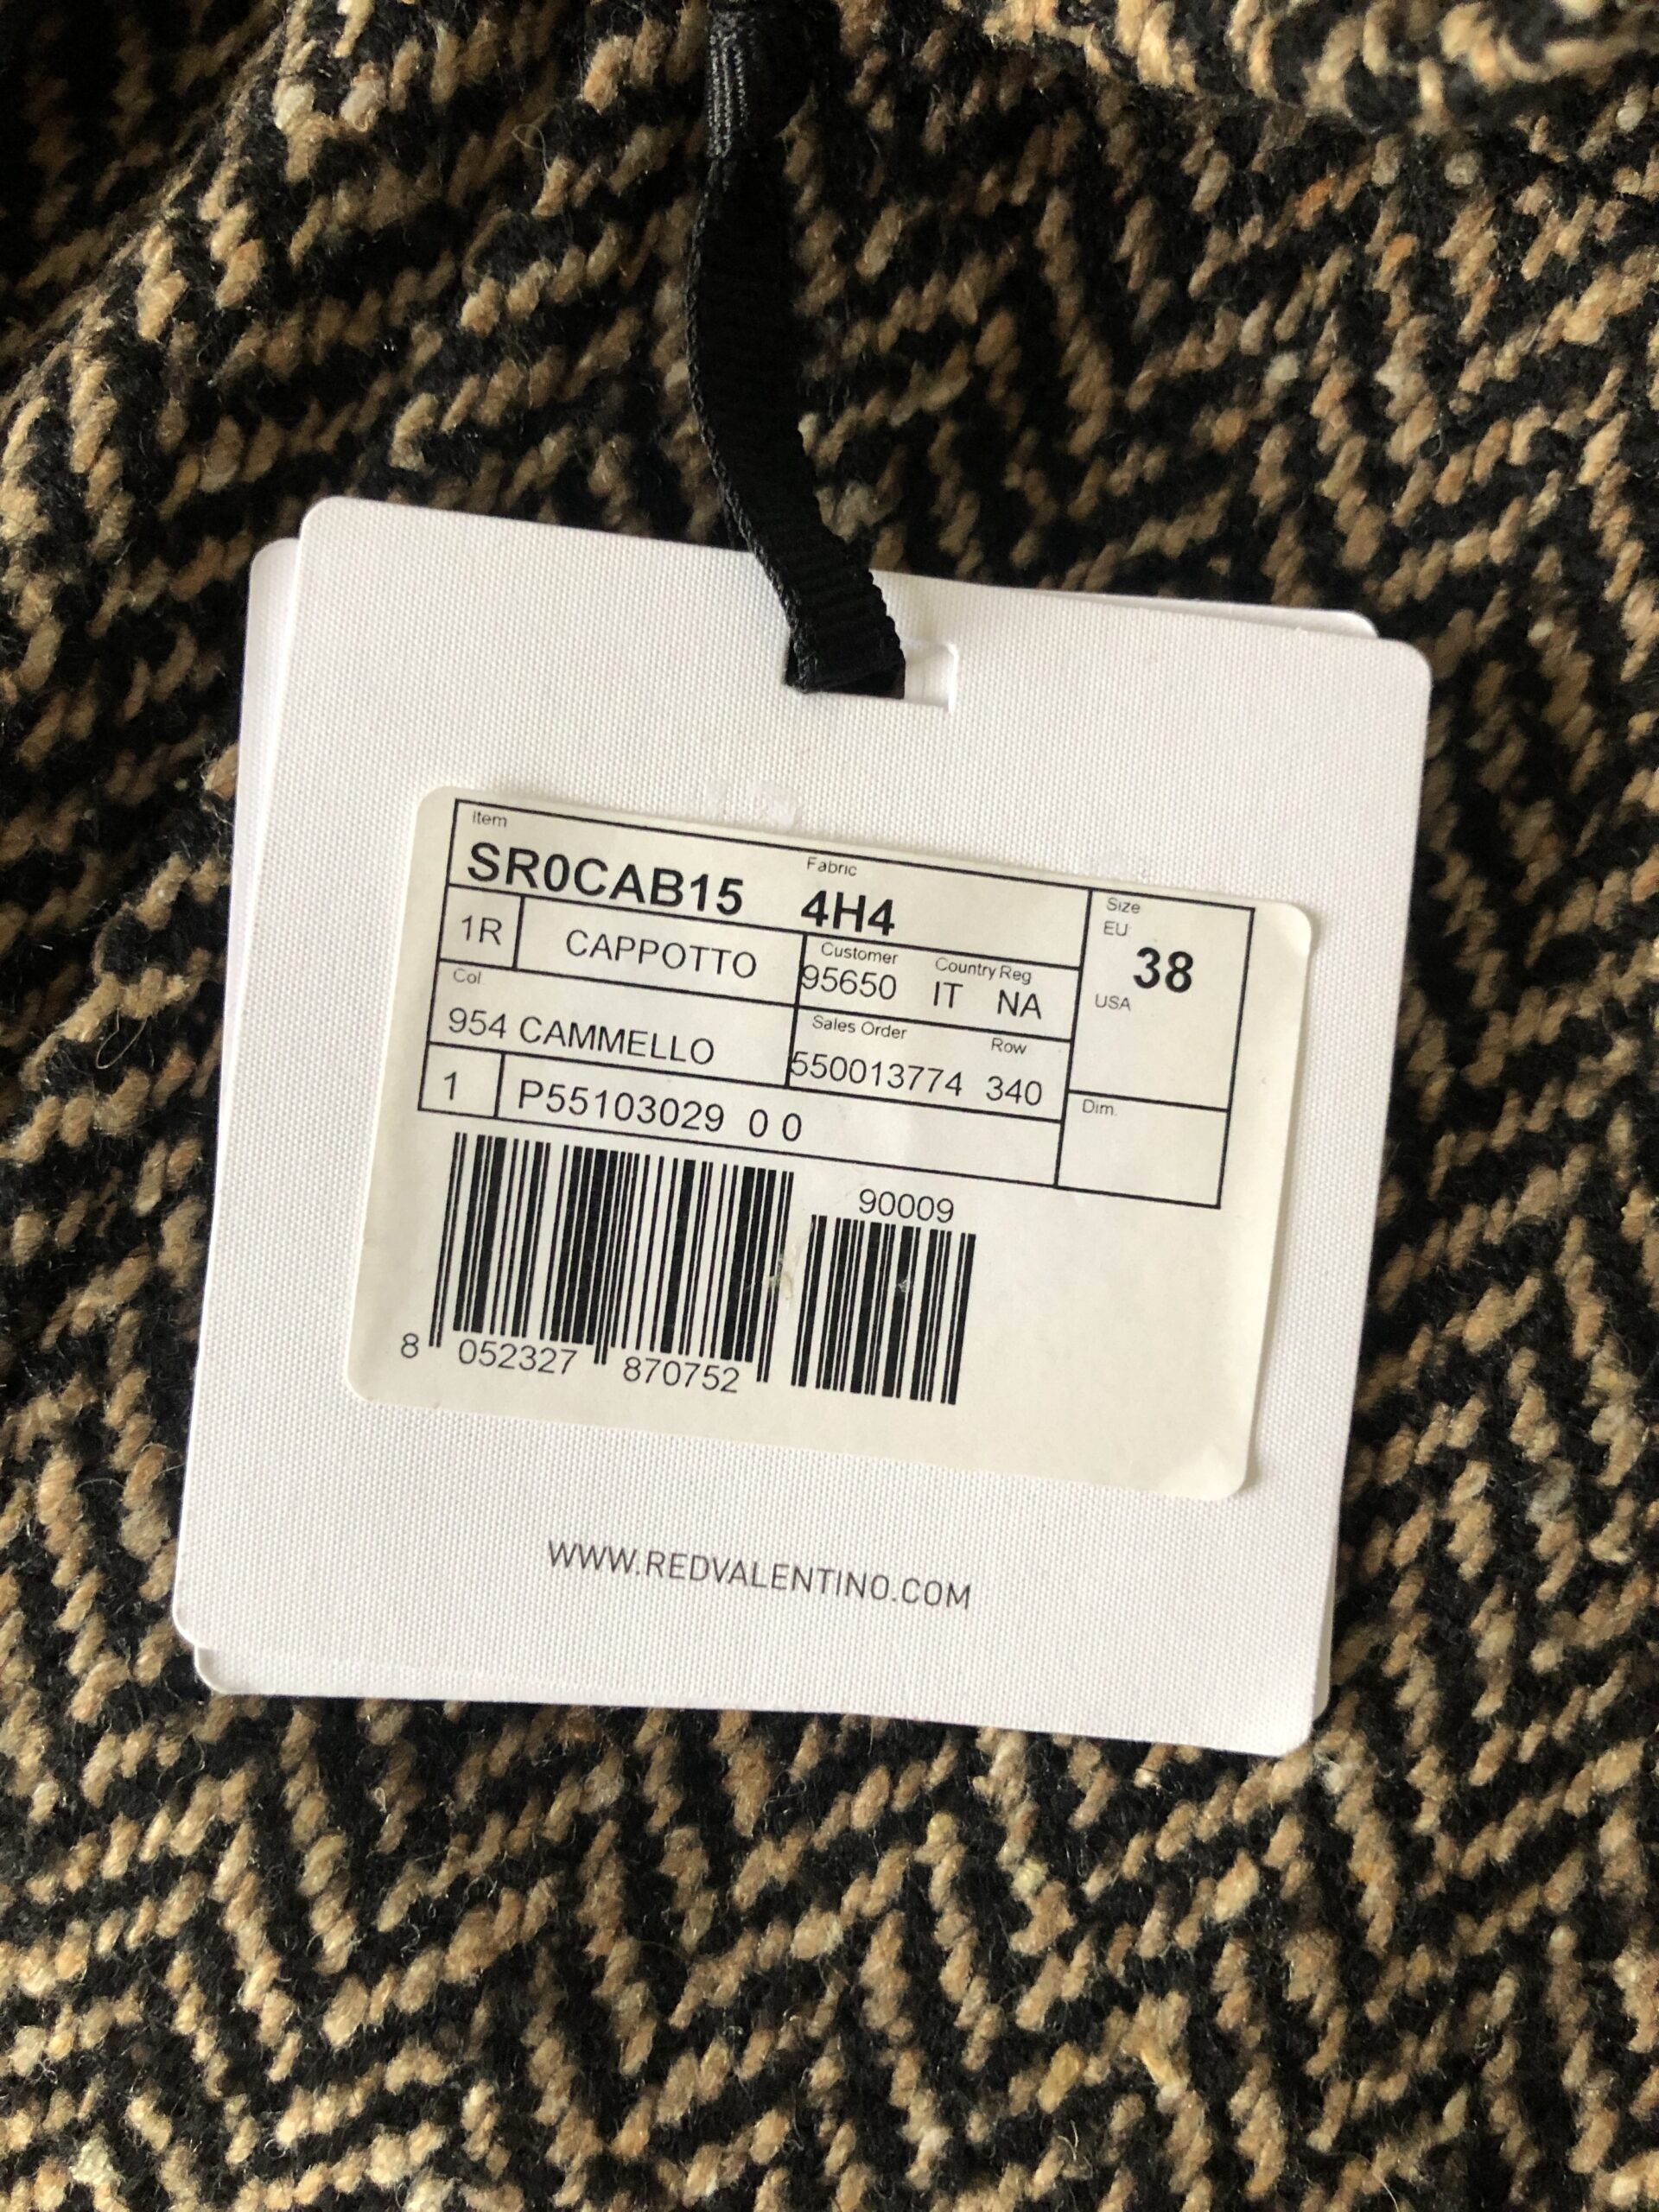 Item
Fabric
SR0CAB15 4H4
Size
EU
38
USA
1R CAPPOTTO
Customer Country Reg
95650 IT NA
Col
954 CAMMELLO
Sales Order Row
550013774 340
Dim.
1 P55103029 0 0
90009
8 052327 870752
WWW.REDVALENTINO.COM